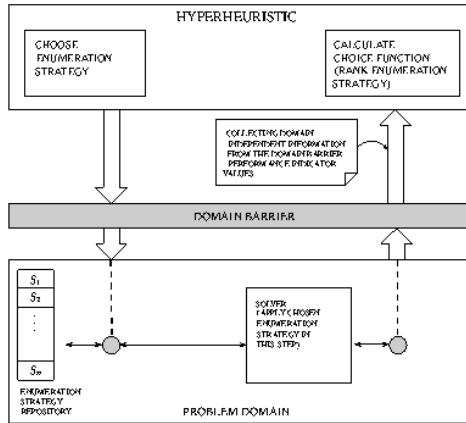 HYPERHEURISTIC
CHOOSE
ENUMERATION
STRATEGY
CALCULATE
CHOICE FUNCTION
(RANK ENUMERATION
STRATEGY)
COLLECTING DOMAIN
INDEPENDENT INFORMATION
FROM THE DOMAIN BARRIER
PERFORMANCE INDICATOR
VALUES
DOMAIN BARRIER
S1
S2
⋮
Sn
ENUMERATION
STRATEGY
REPOSITORY
SOLVER
(APPLY CHOSEN
ENUMERATION
STRATEGY IN
THIS STEP)
PROBLEM DOMAIN